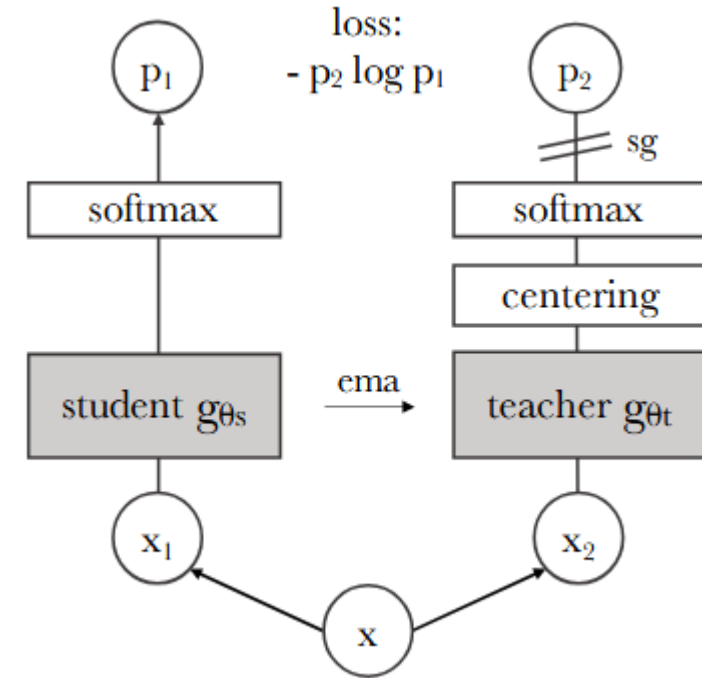 loss:
p₁
- p₂ log p₁
p₂
sg
softmax
softmax
centering
student gθs
ema
teacher gθt
x₁
x₂
x